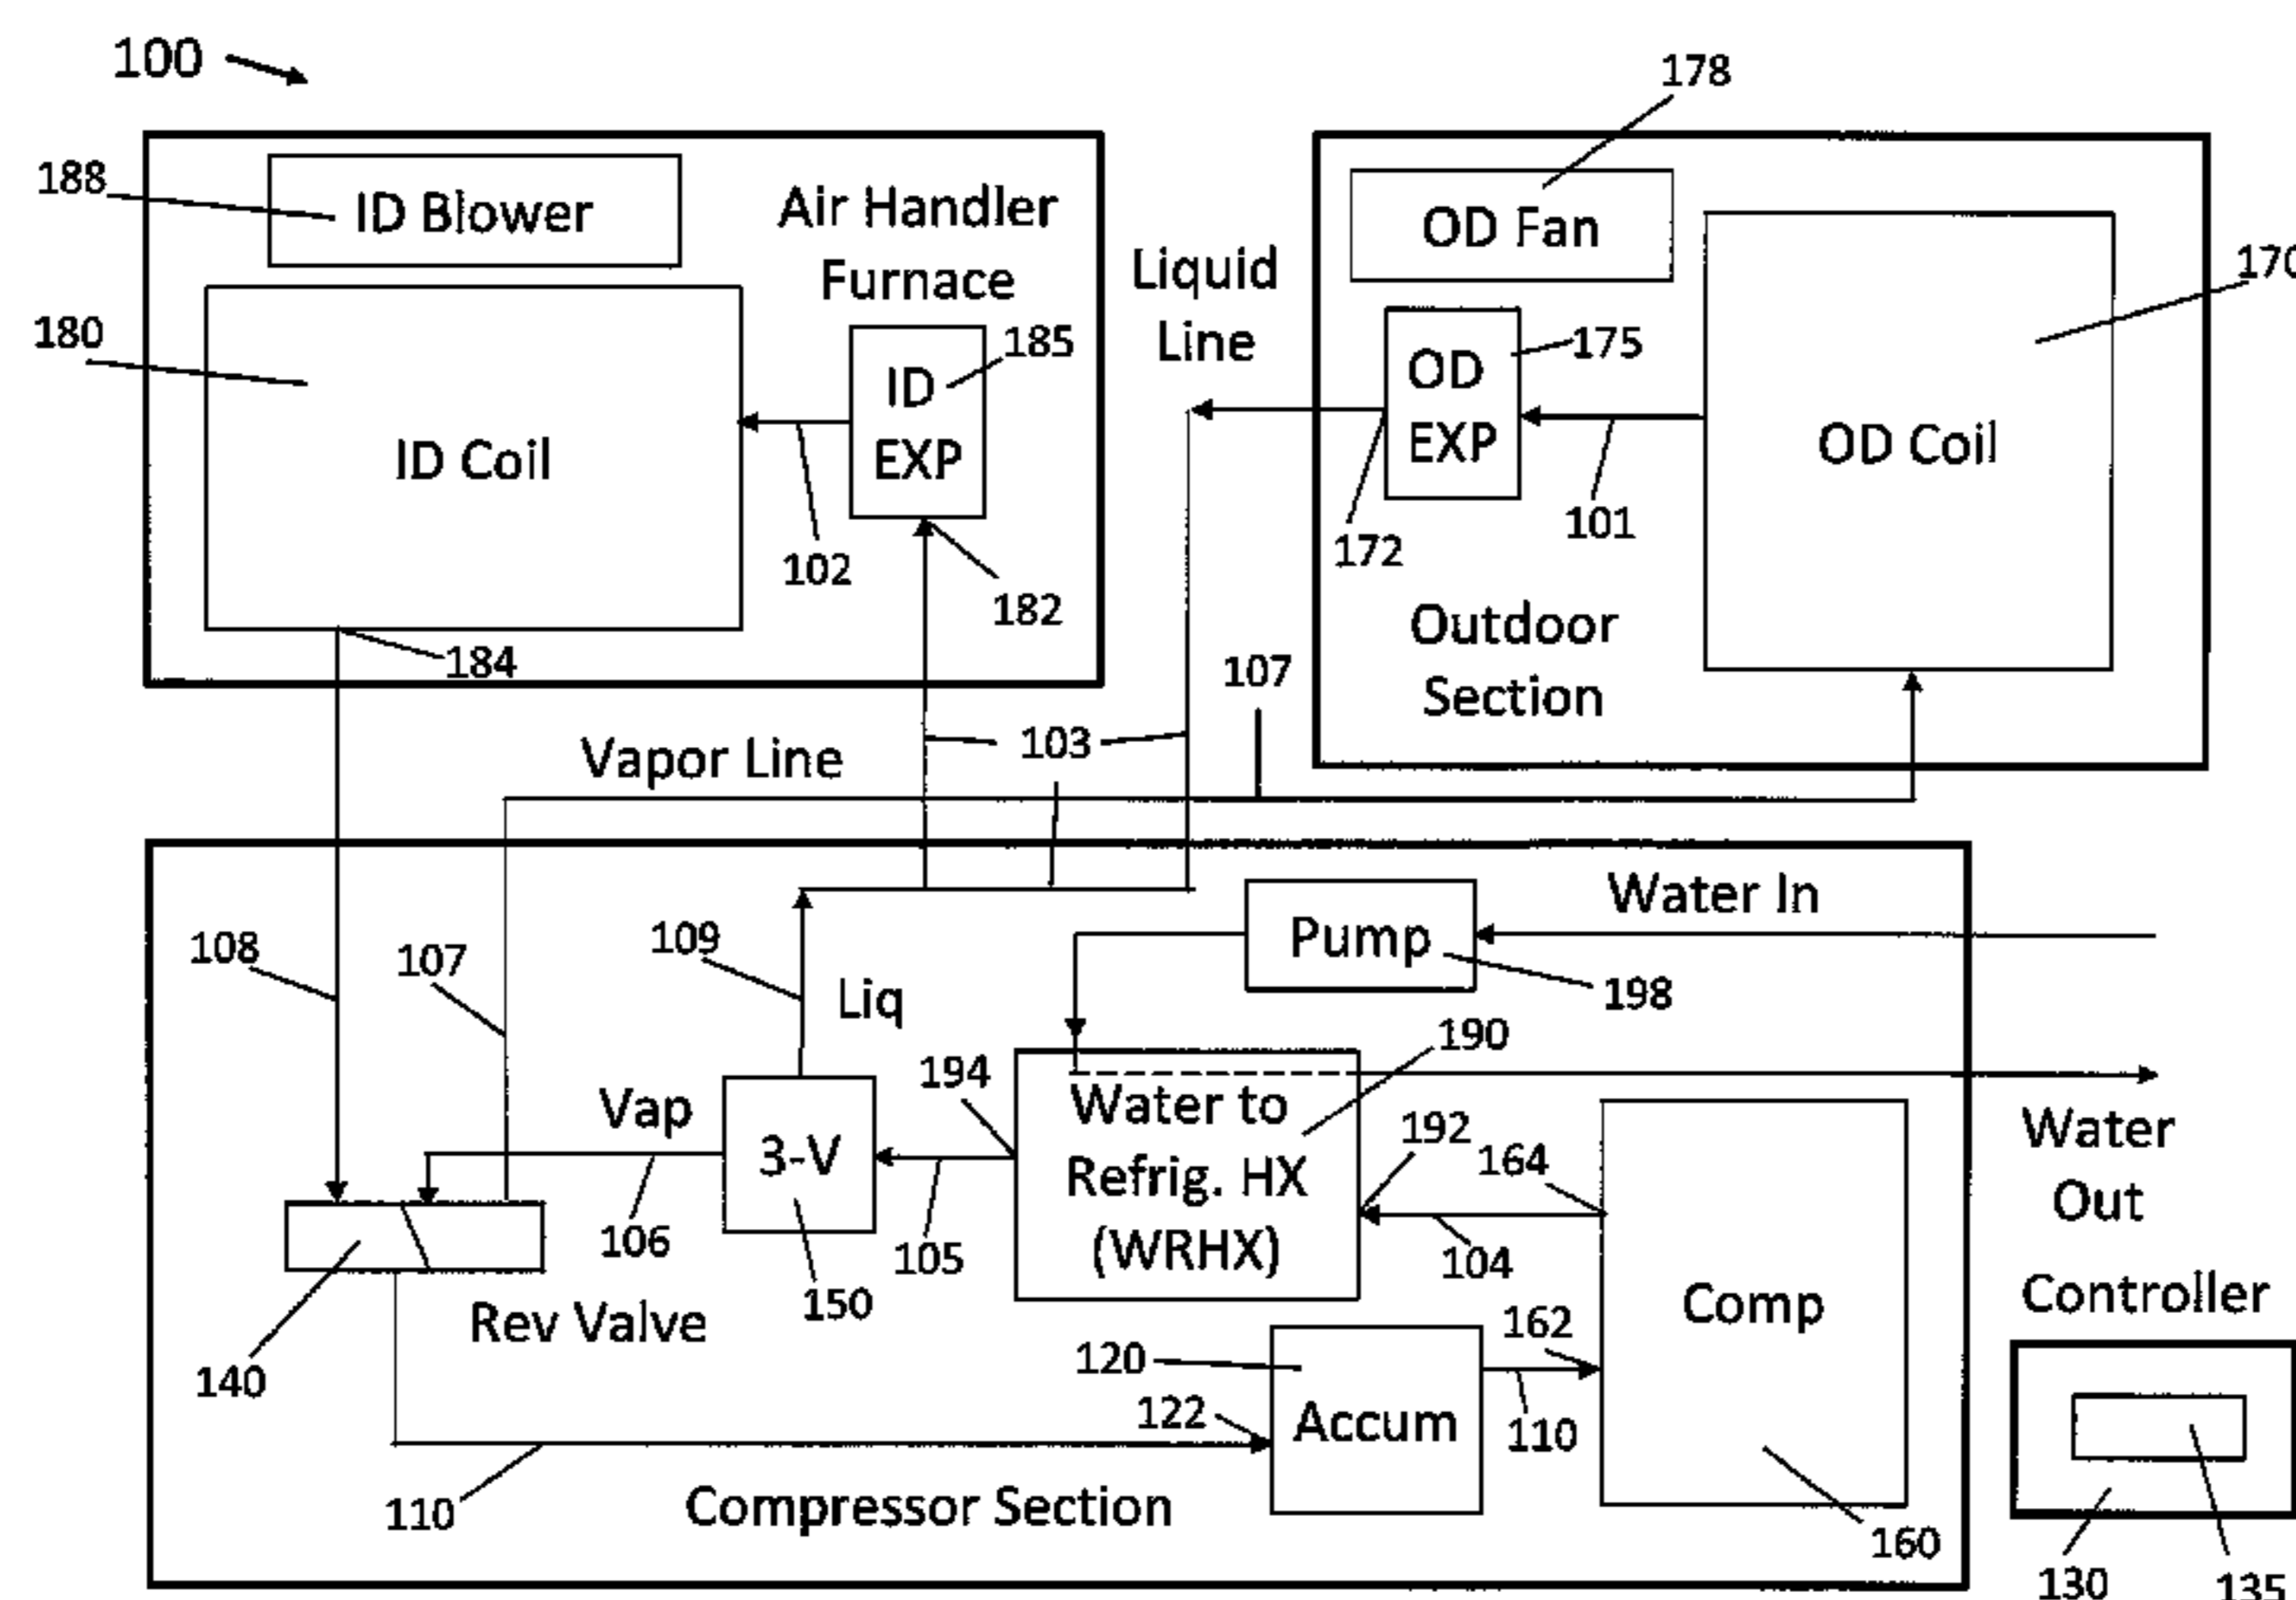 100
178
188
ID Blower
Air Handler
Furnace
OD Fan
Liquid
Line
170
180
185
175
ID
EXP
OD
EXP
ID Coil
OD Coil
102
101
172
182
184
Outdoor
Section
107
103
Vapor Line
Water In
108
107
109
Liq
Pump
198
190
194
Vap
3-V
Water to
Refrig. HX
(WRHX)
192
164
Water
Out
106
105
104
150
Rev Valve
Comp
Controller
140
120
162
122
Accum
110
110
Compressor Section
160
130
135